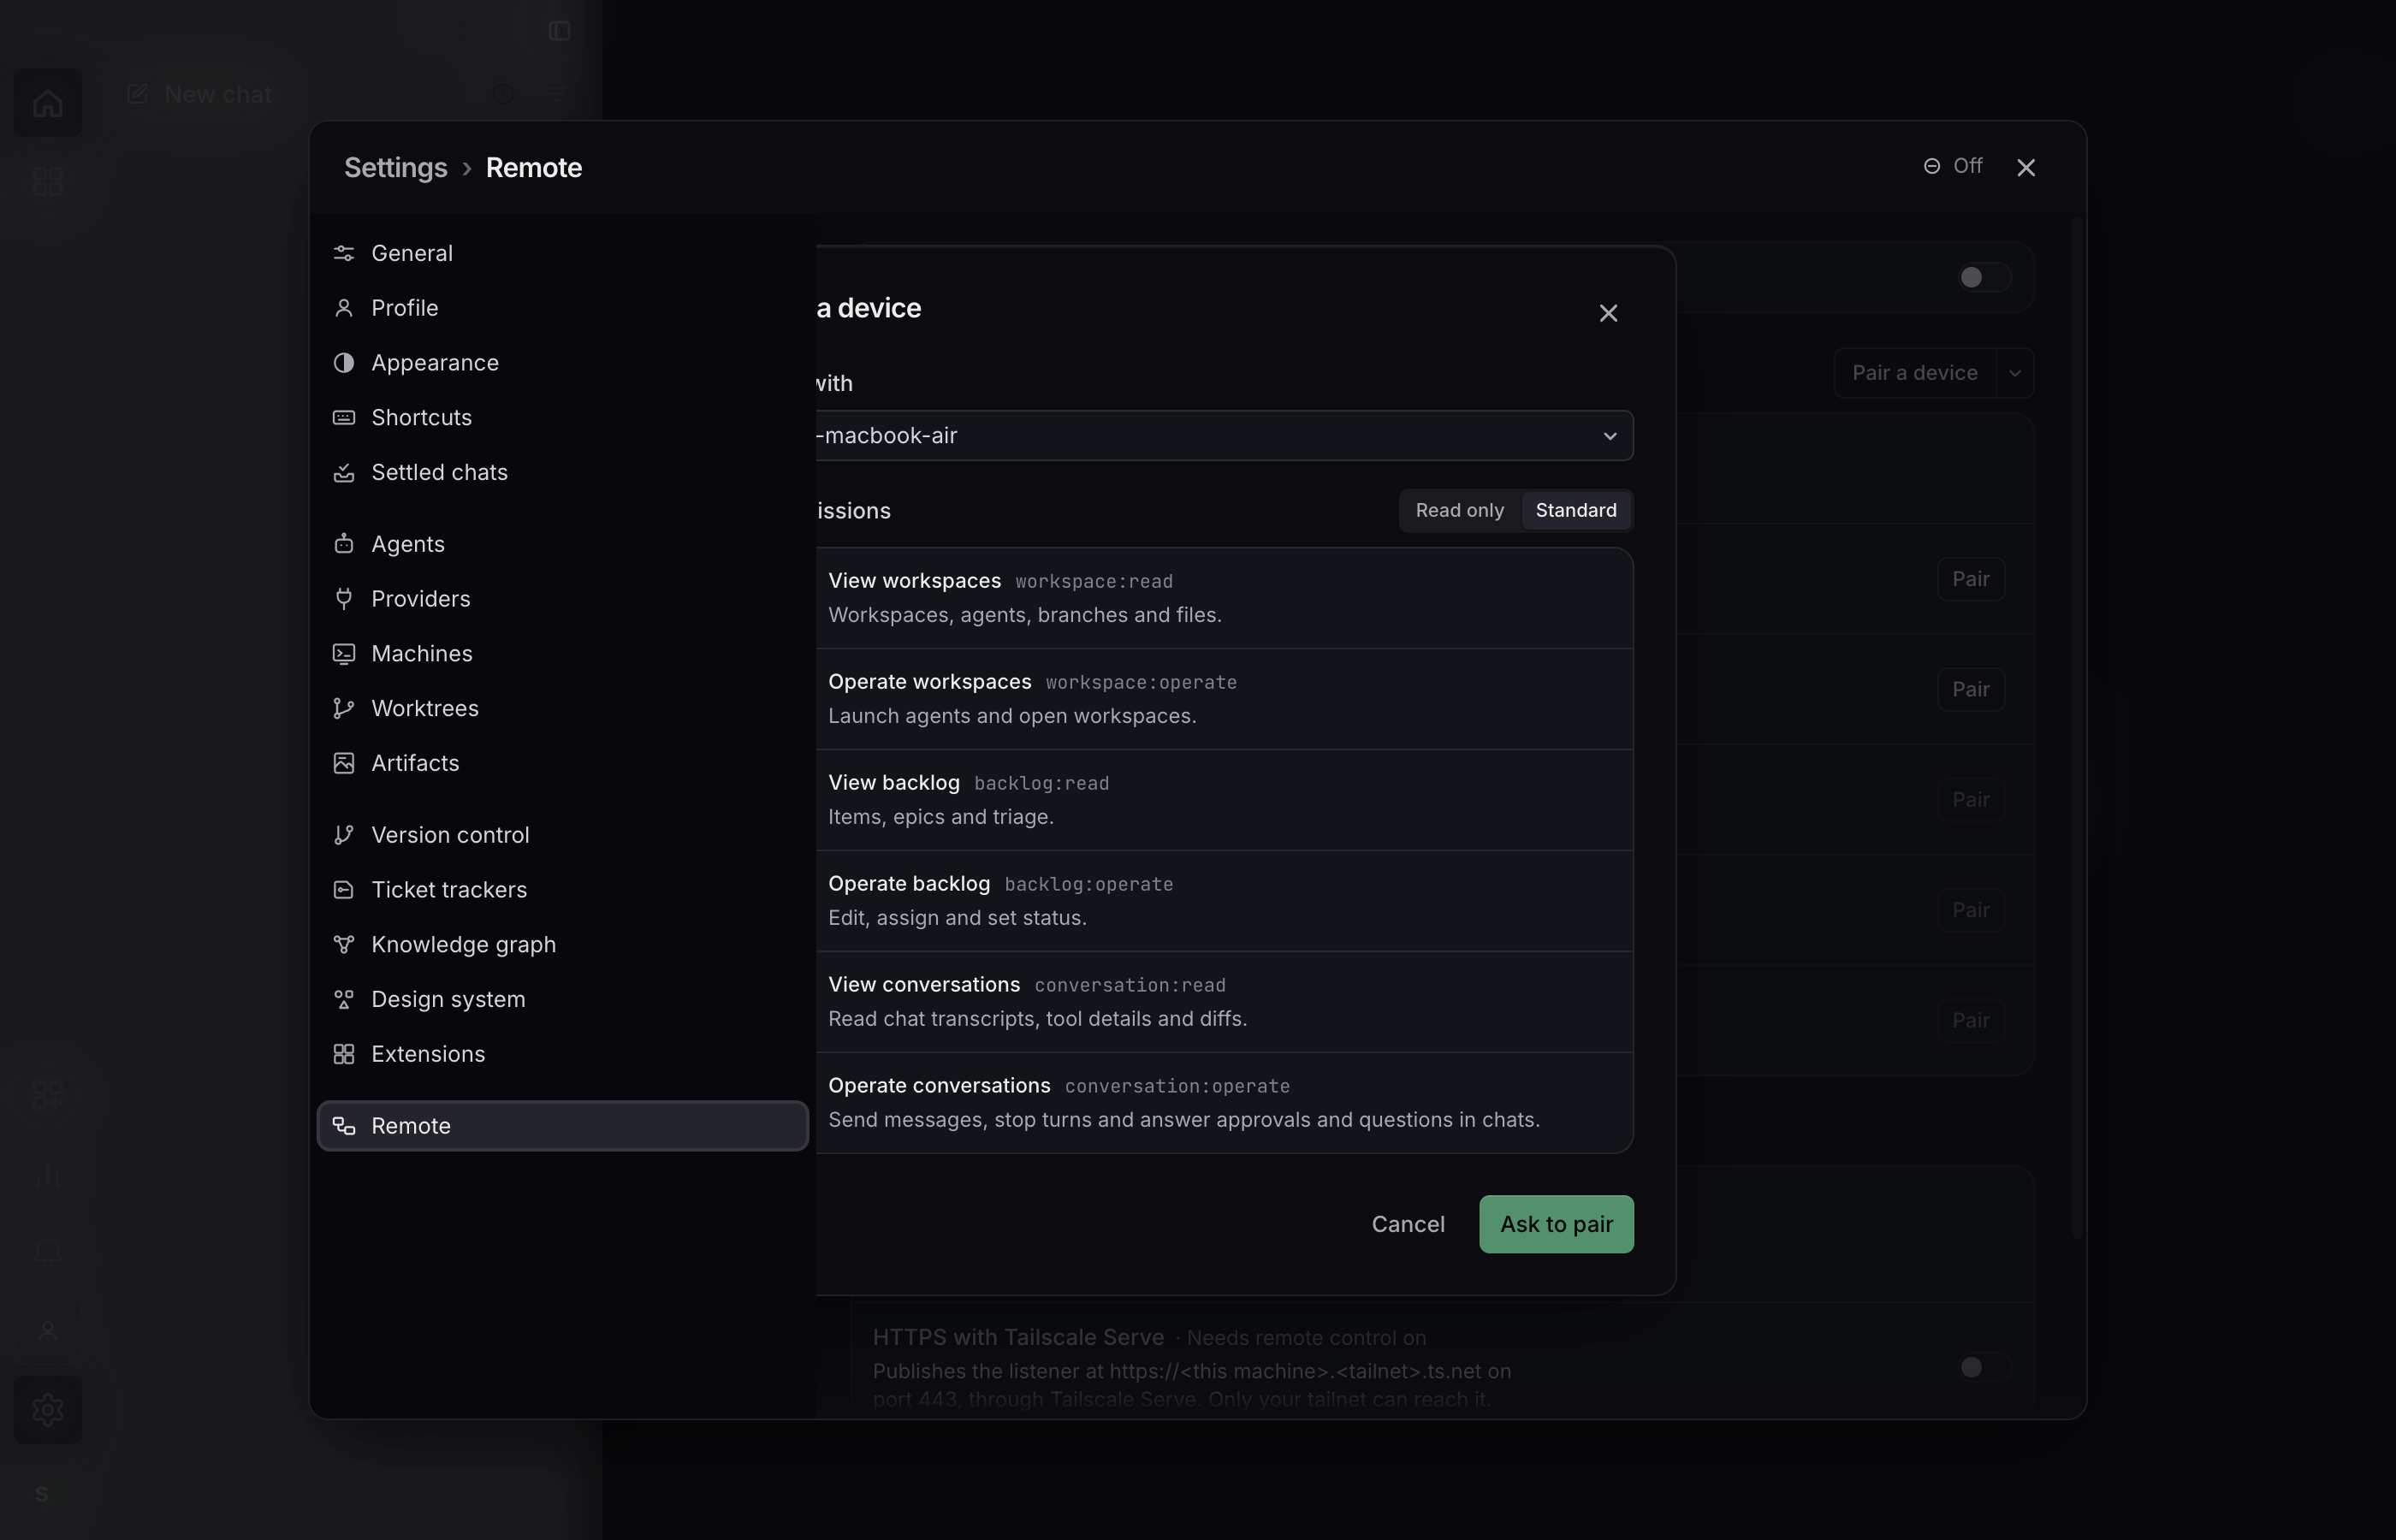 New chat
Settings › Remote
Off
General
Profile
Appearance
Shortcuts
Settled chats
Agents
Providers
Machines
Worktrees
Artifacts
Version control
Ticket trackers
Knowledge graph
Design system
Extensions
Remote
a device
with
-macbook-air
issions
Read only
Standard
View workspaces workspace:read
Workspaces, agents, branches and files.
Operate workspaces workspace:operate
Launch agents and open workspaces.
View backlog backlog:read
Items, epics and triage.
Operate backlog backlog:operate
Edit, assign and set status.
View conversations conversation:read
Read chat transcripts, tool details and diffs.
Operate conversations conversation:operate
Send messages, stop turns and answer approvals and questions in chats.
Cancel
Ask to pair
Pair a device
Pair
Pair
Pair
Pair
Pair
HTTPS with Tailscale Serve · Needs remote control on
Publishes the listener at https://<this machine>.<tailnet>.ts.net on
port 443, through Tailscale Serve. Only your tailnet can reach it.
S